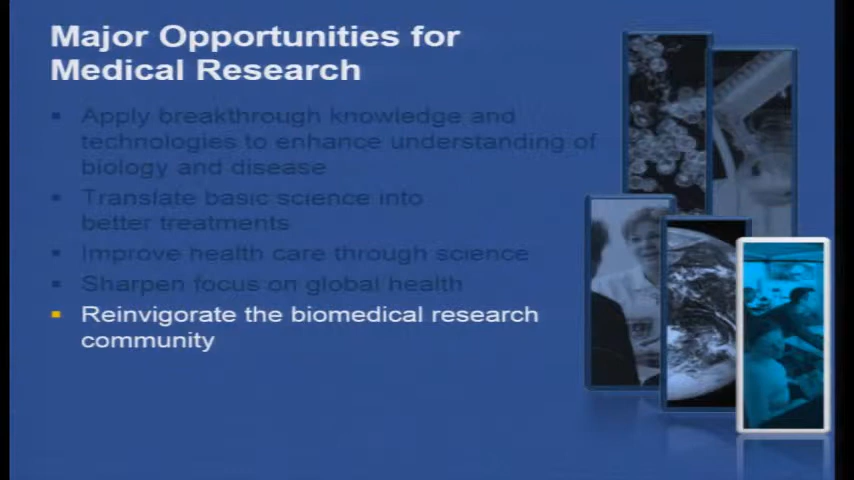 Major Opportunities for
Medical Research
▪ Apply breakthrough knowledge and
technologies to enhance understanding of
biology and disease
▪ Translate basic science into
better treatments
▪ Improve health care through science
▪ Sharpen focus on global health
▪ Reinvigorate the biomedical research
community